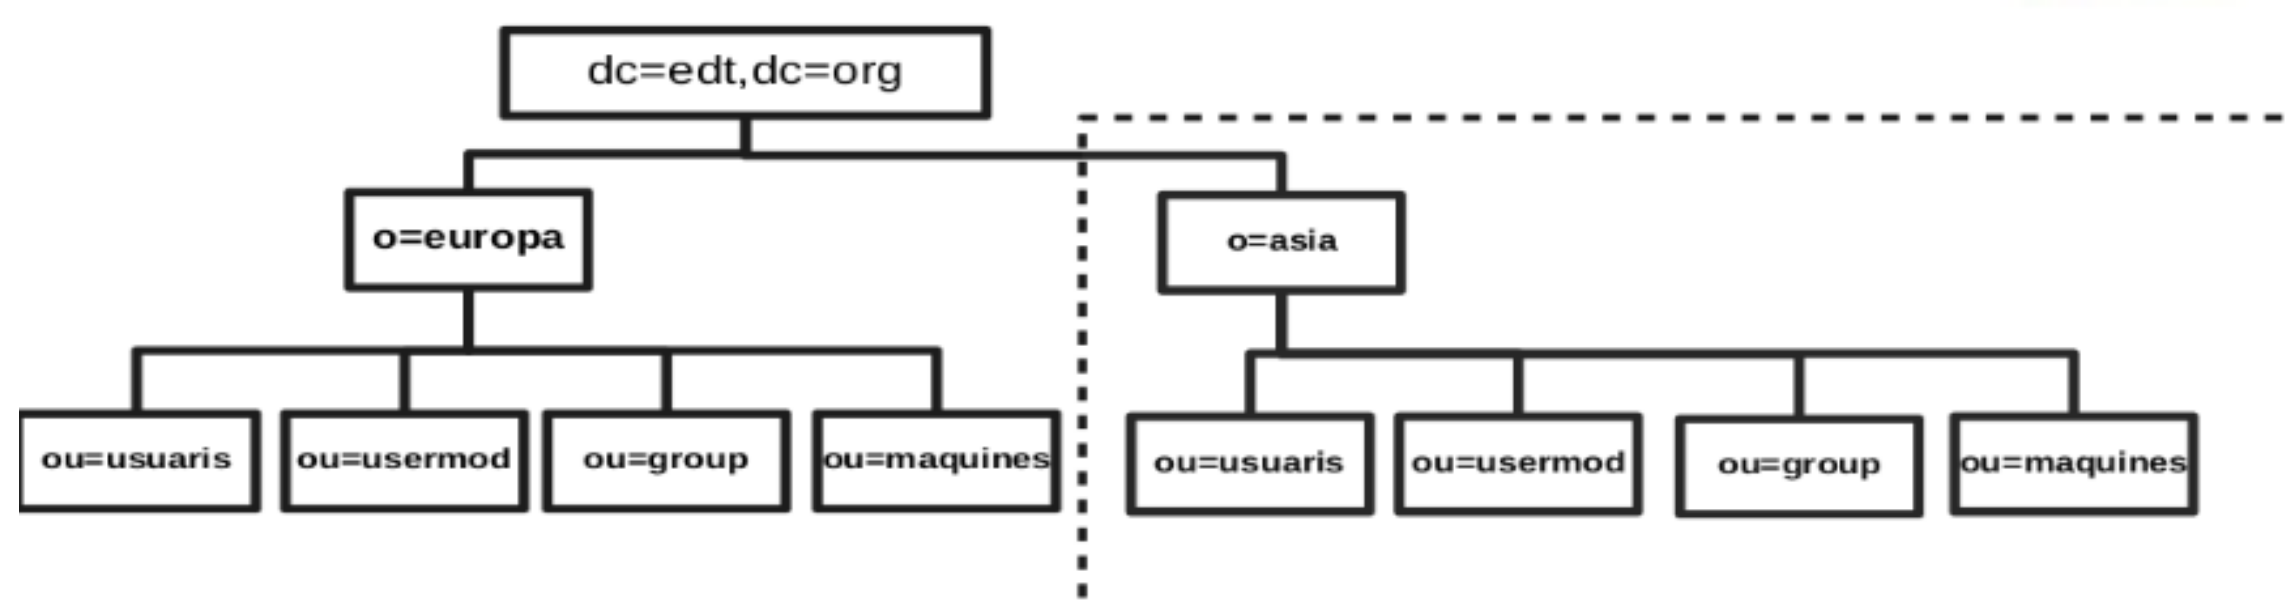 dc=edt,dc=org
o=europa
o=asia
ou=usuaris
ou=usermod
ou=group
ou=maquines
ou=usuaris
ou=usermod
ou=group
ou=maquines